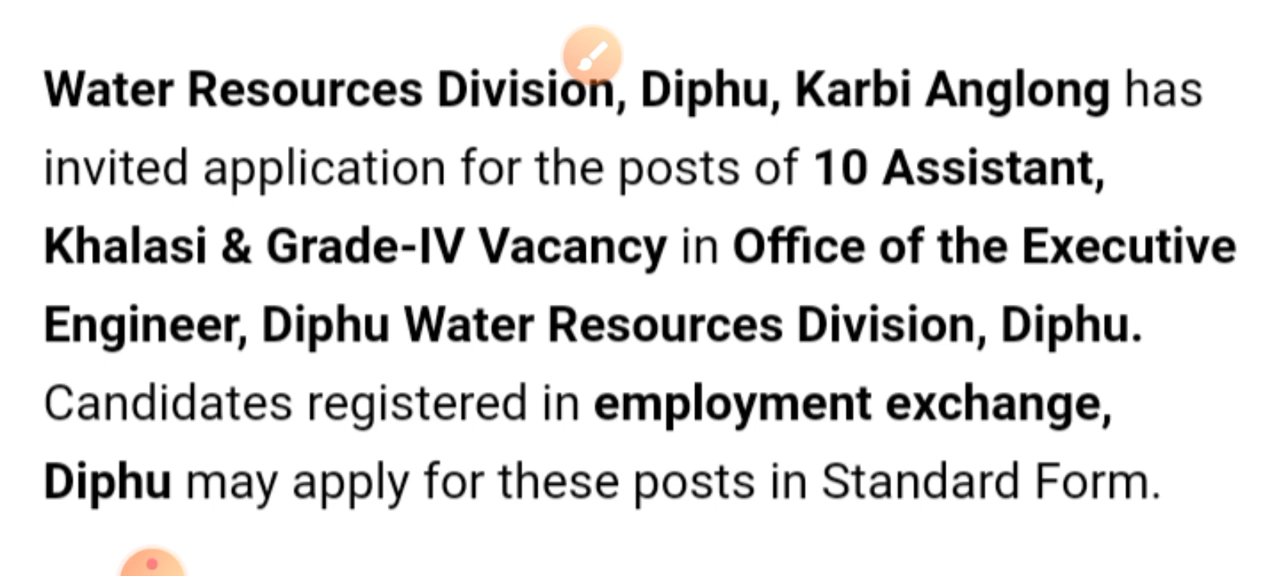 Water Resources Division, Diphu, Karbi Anglong has
invited application for the posts of 10 Assistant,
Khalasi & Grade-IV Vacancy in Office of the Executive
Engineer, Diphu Water Resources Division, Diphu.
Candidates registered in employment exchange,
Diphu may apply for these posts in Standard Form.